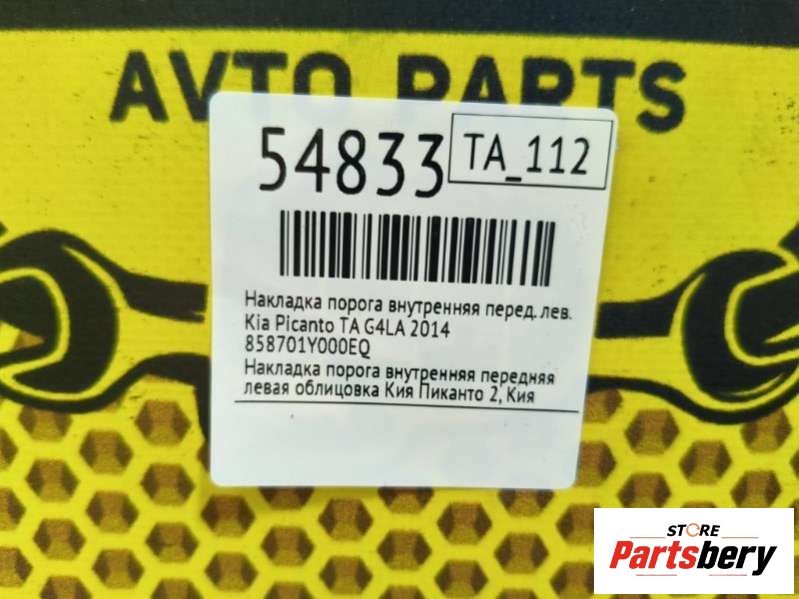 AVTO PARTS
54833
TA_112
Накладка порога внутренняя перед. лев.
Kia Picanto TA G4LA 2014
858701Y000EQ
Накладка порога внутренняя передняя
левая облицовка Кия Пиканто 2, Кия
STORE
Partsbery